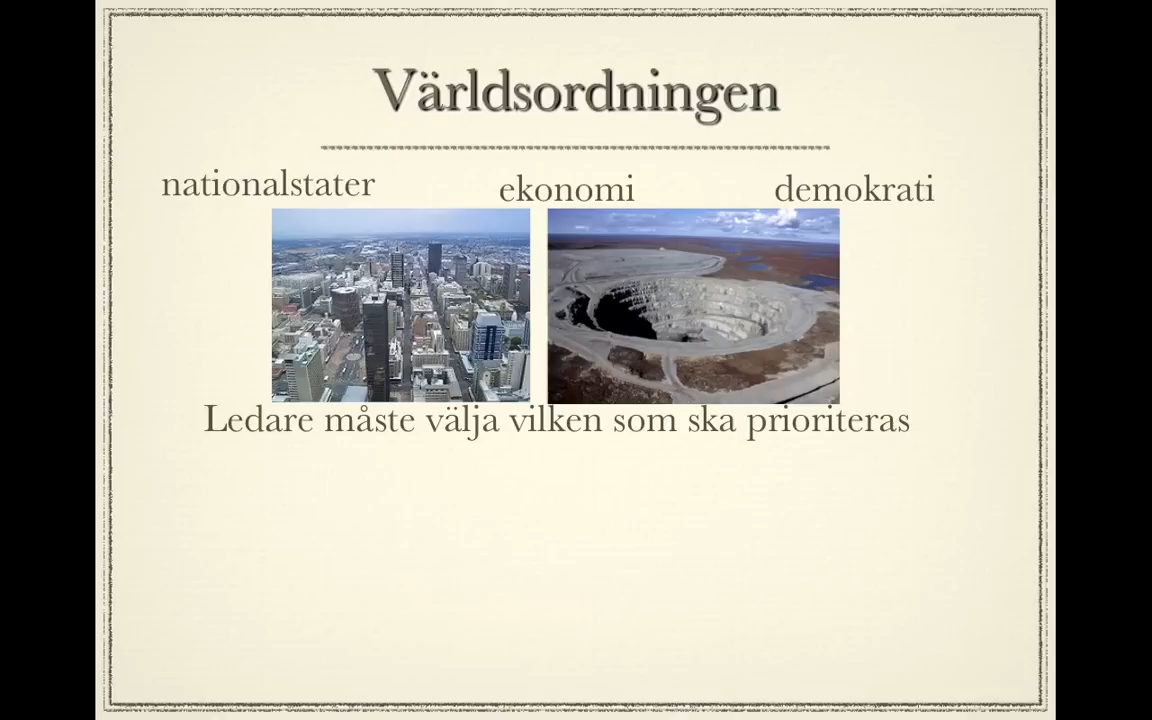 Världsordningen
nationalstater
ekonomi
demokrati
Ledare måste välja vilken som ska prioriteras